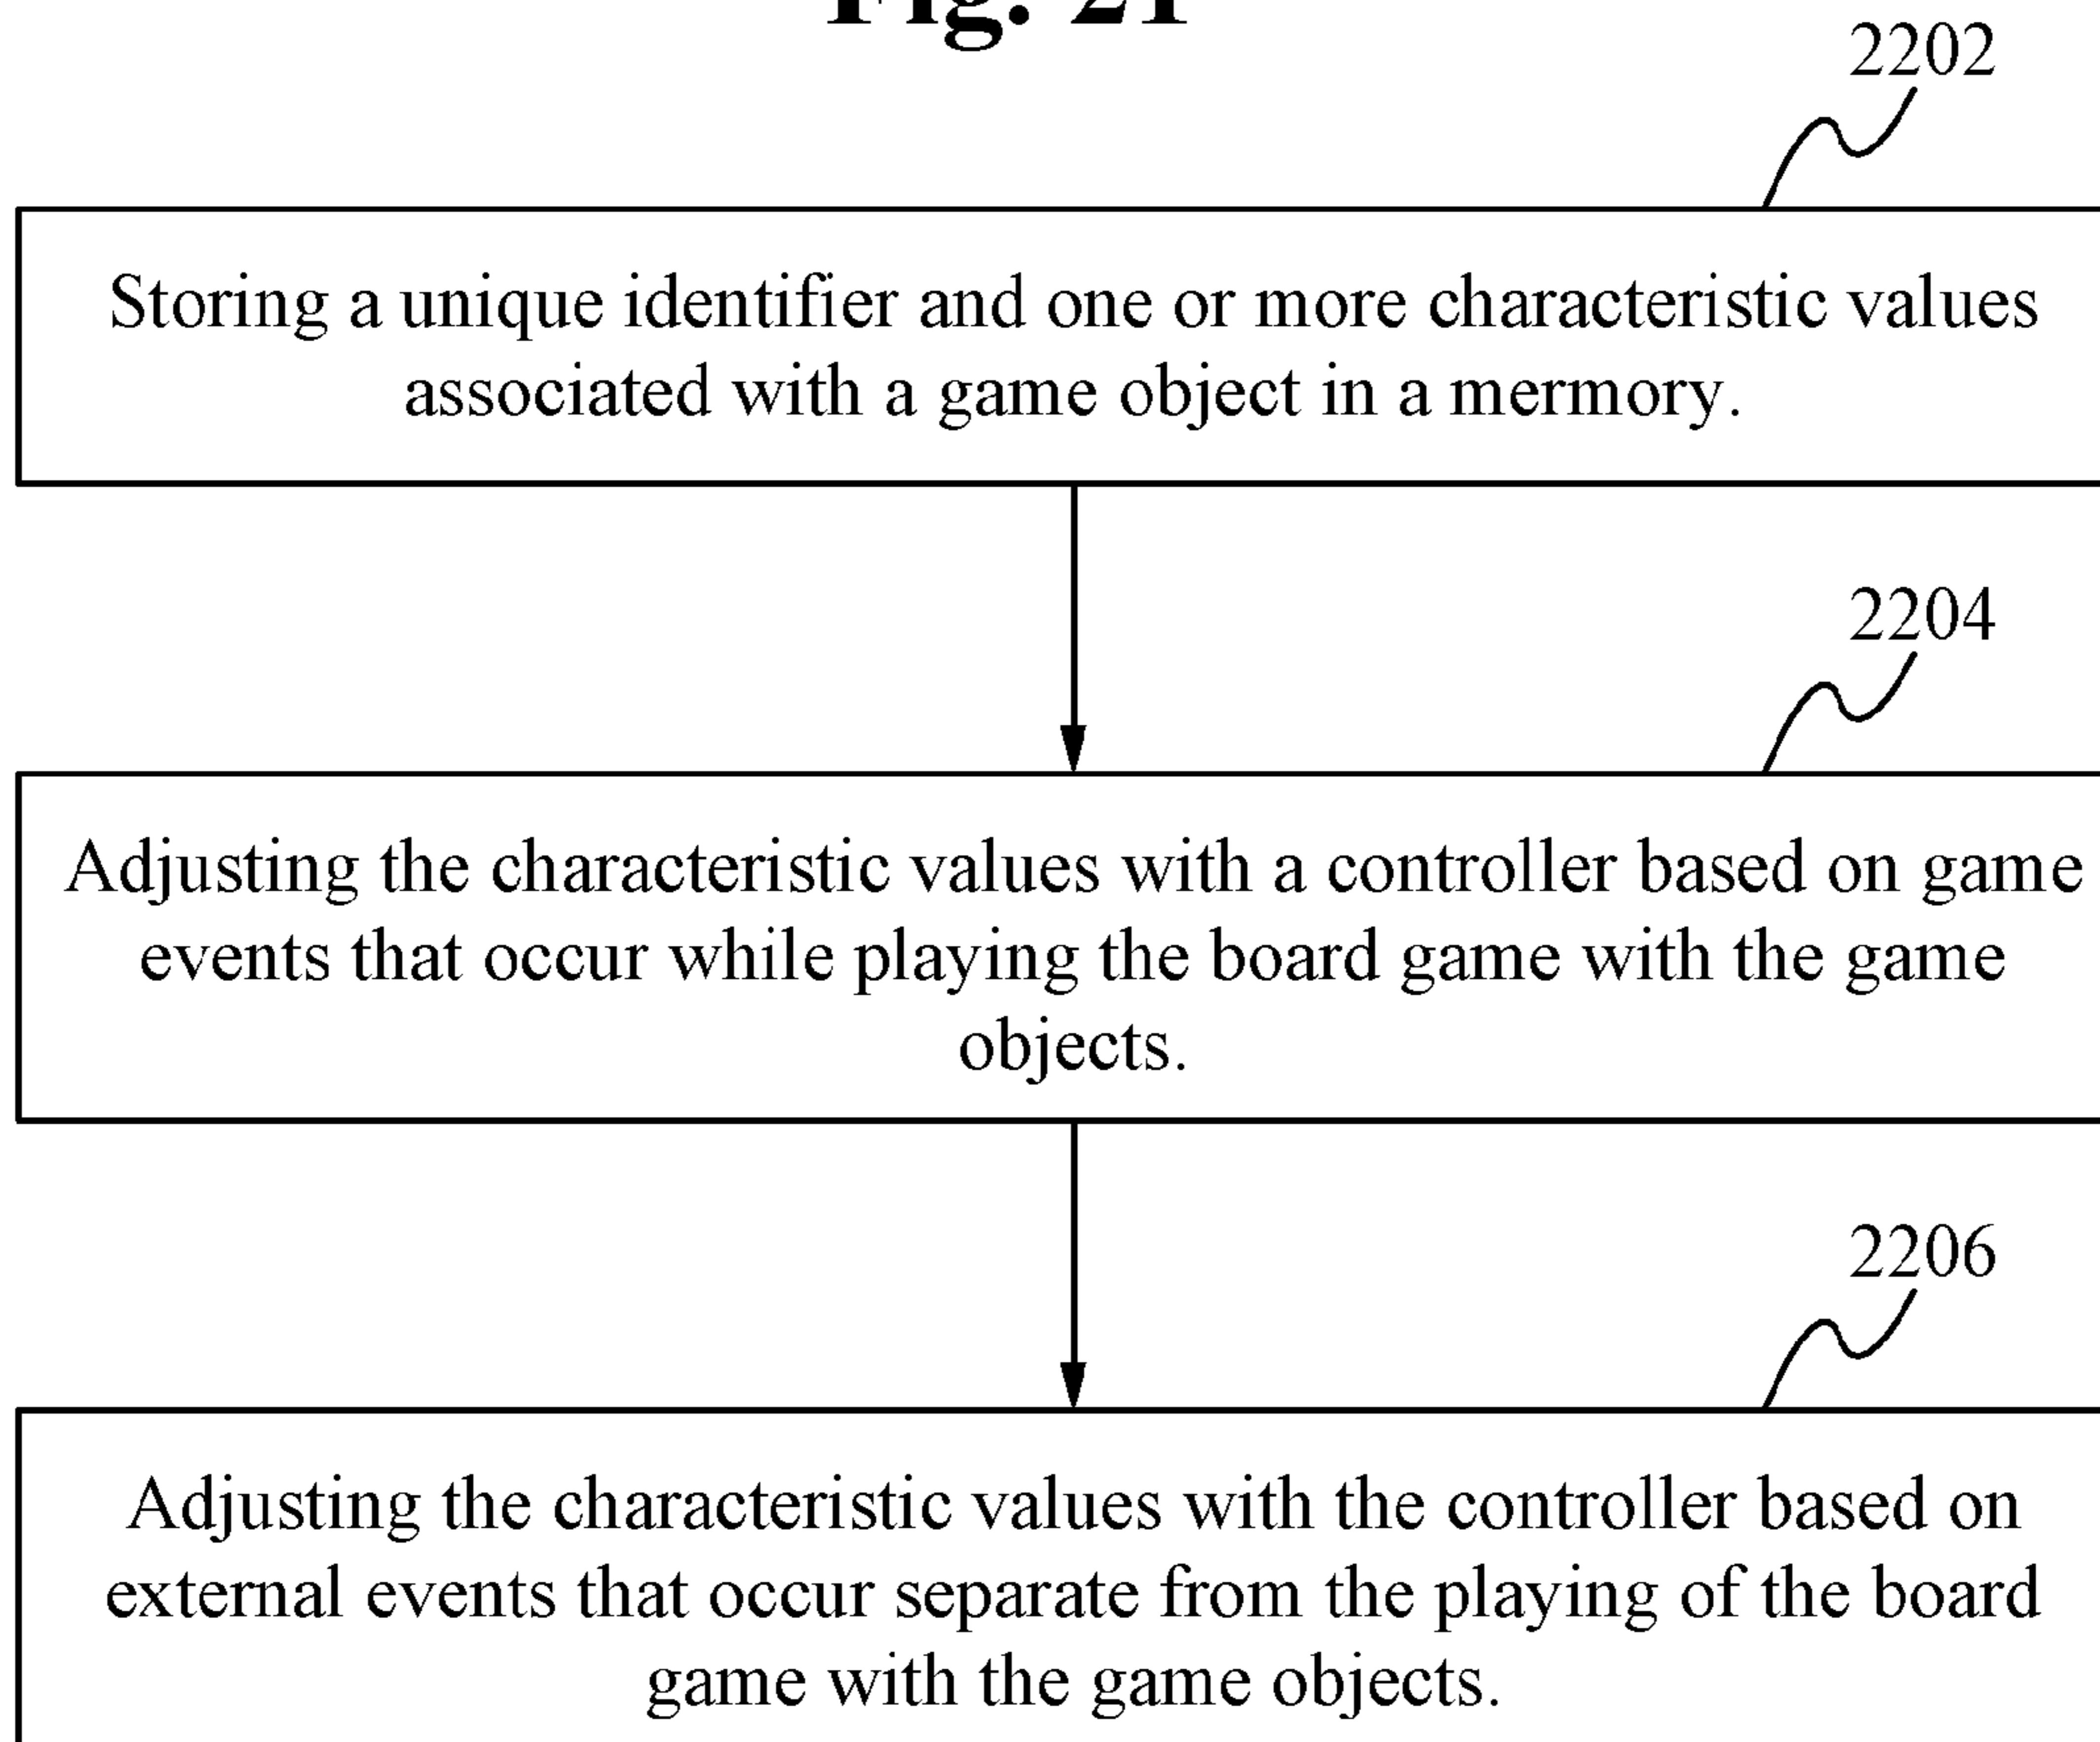 Fig. 21
2202
Storing a unique identifier and one or more characteristic values
associated with a game object in a mermory.
2204
Adjusting the characteristic values with a controller based on game
events that occur while playing the board game with the game
objects.
2206
Adjusting the characteristic values with the controller based on
external events that occur separate from the playing of the board
game with the game objects.